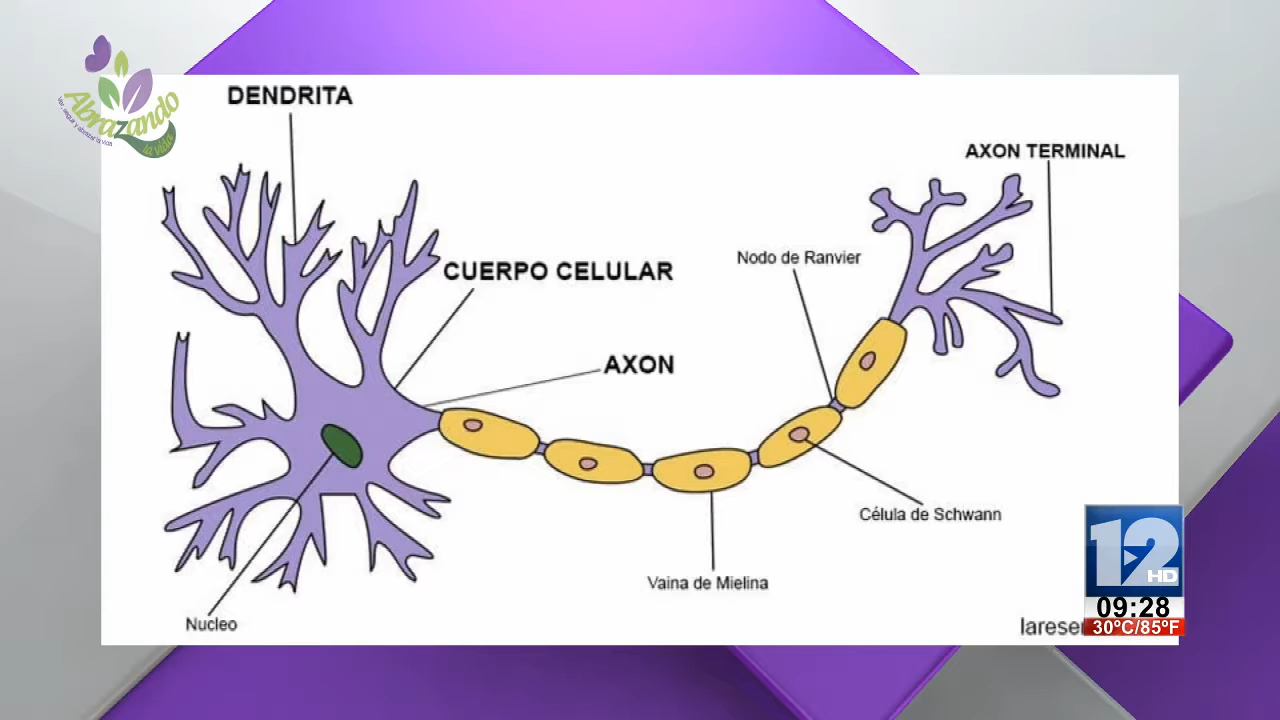 Abrazando
la vida
DENDRITA
AXON TERMINAL
Nodo de Ranvier
CUERPO CELULAR
AXON
Célula de Schwann
Vaina de Mielina
Nucleo
12
HD
09:28
30°C/85°F